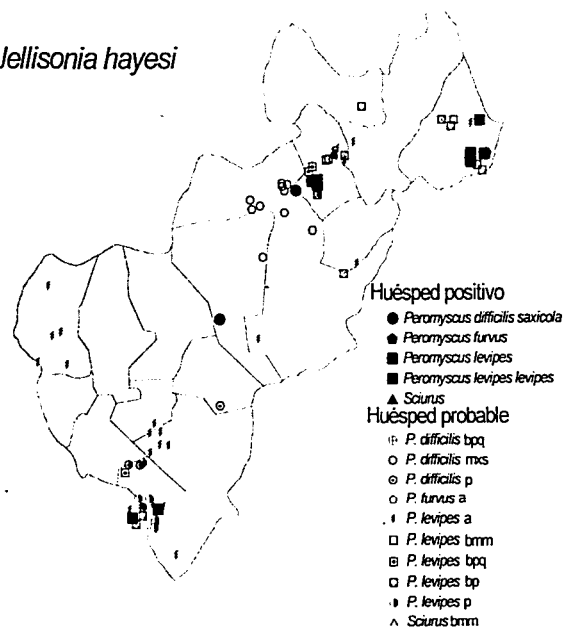 Jellisonia hayesi
Huésped positivo
Peromyscus difficilis saxicola
Peromyscus furvus
Peromyscus levipes
Peromyscus levipes levipes
Sciurus
Huésped probable
P. difficilis bpq
P. difficilis mxs
P. difficilis p
P. furvus a
P. levipes a
P. levipes bmm
P. levipes bpq
P. levipes bp
P. levipes p
Sciurus bmm